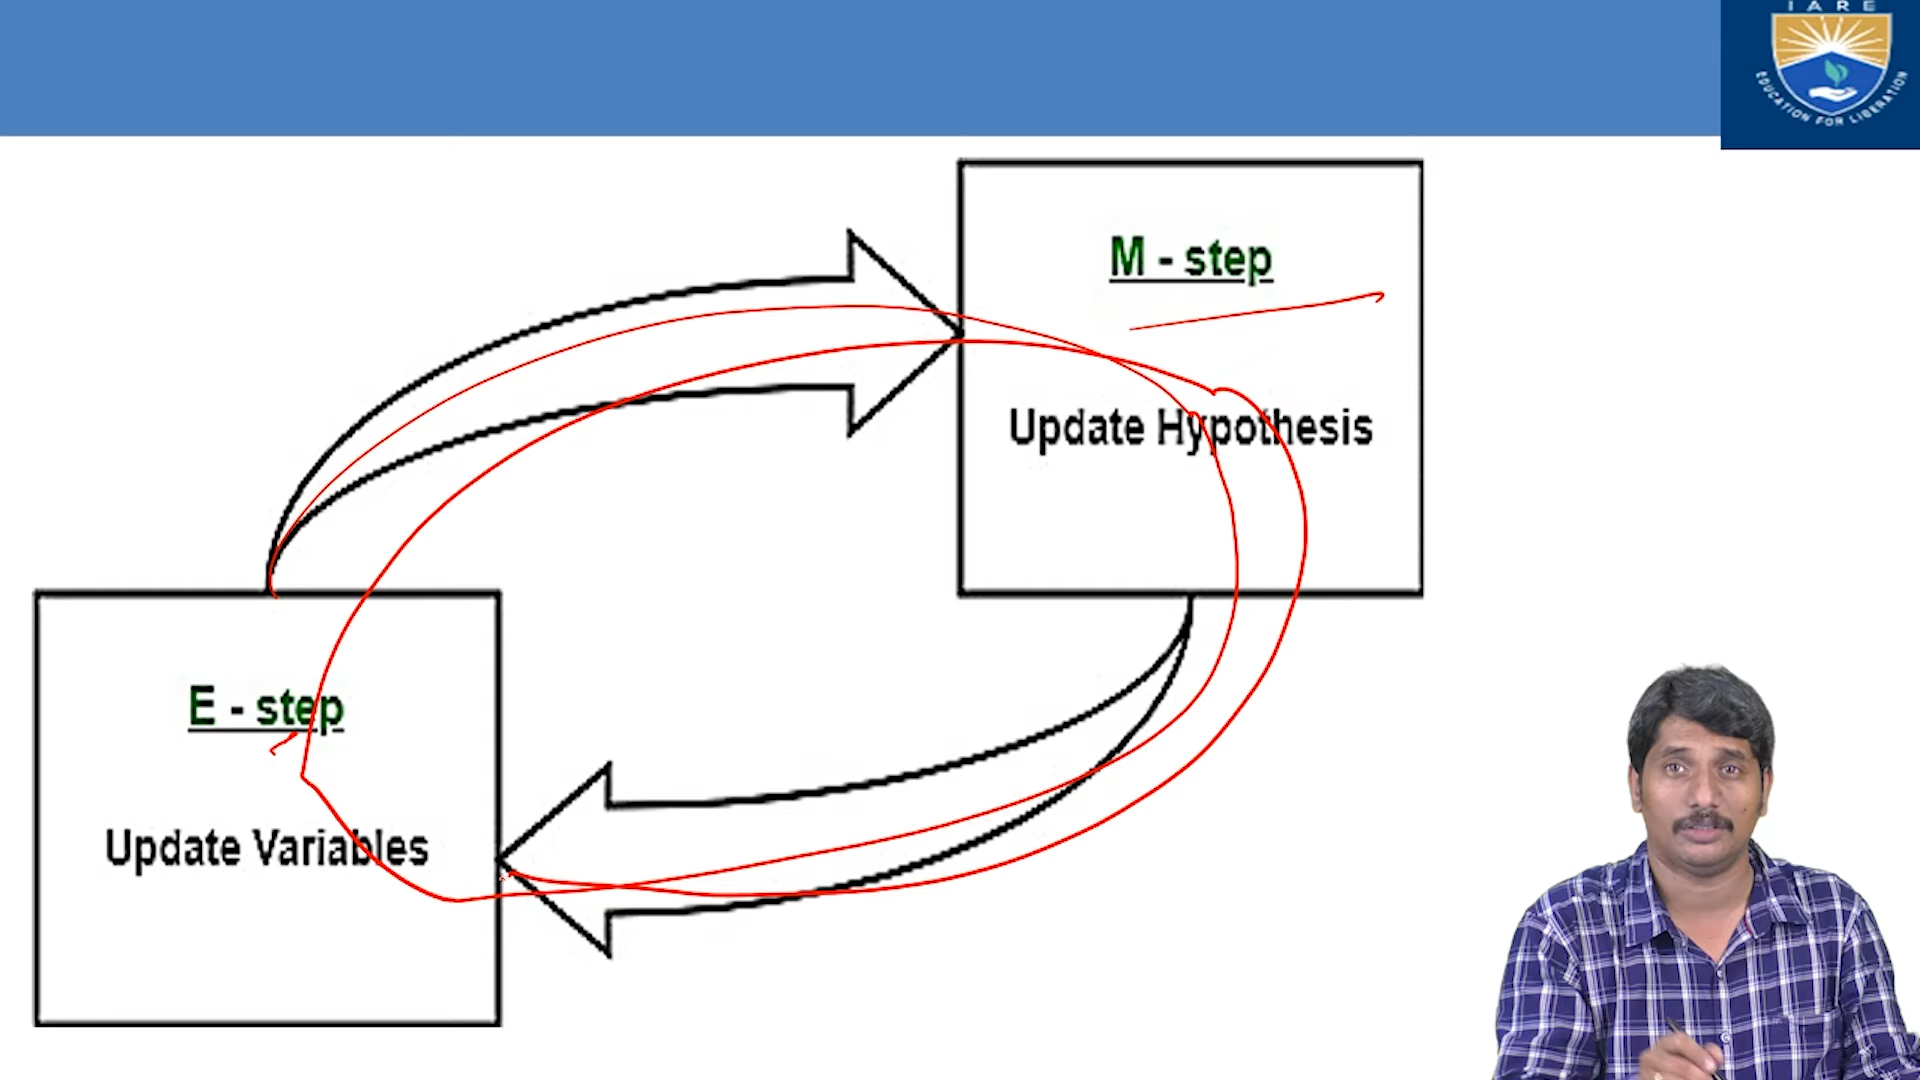 IARE
EDUCATION FOR LIBERATION
M - step
Update Hypothesis
E - step
Update Variables